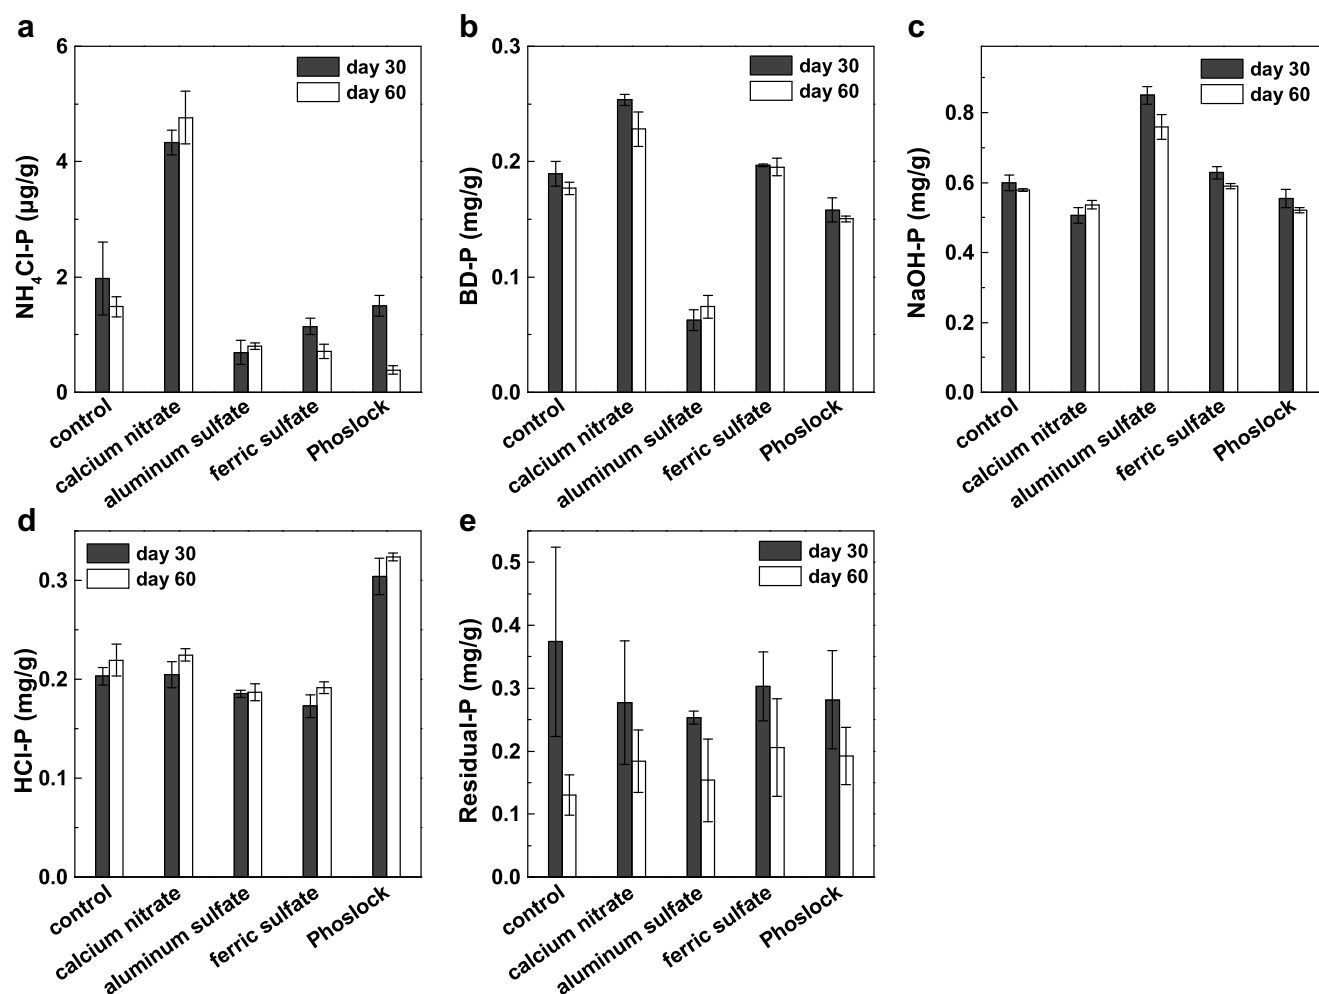 a
6
4
2
0
NH₄Cl-P (µg/g)
day 30
day 60
control
calcium nitrate
aluminum sulfate
ferric sulfate
Phoslock
b
0.3
0.2
0.1
0.0
BD-P (mg/g)
day 30
day 60
control
calcium nitrate
aluminum sulfate
ferric sulfate
Phoslock
c
0.8
0.6
0.4
0.2
0.0
NaOH-P (mg/g)
day 30
day 60
control
calcium nitrate
aluminum sulfate
ferric sulfate
Phoslock
d
0.3
0.2
0.1
0.0
HCl-P (mg/g)
day 30
day 60
control
calcium nitrate
aluminum sulfate
ferric sulfate
Phoslock
e
0.5
0.4
0.3
0.2
0.1
0.0
Residual-P (mg/g)
day 30
day 60
control
calcium nitrate
aluminum sulfate
ferric sulfate
Phoslock